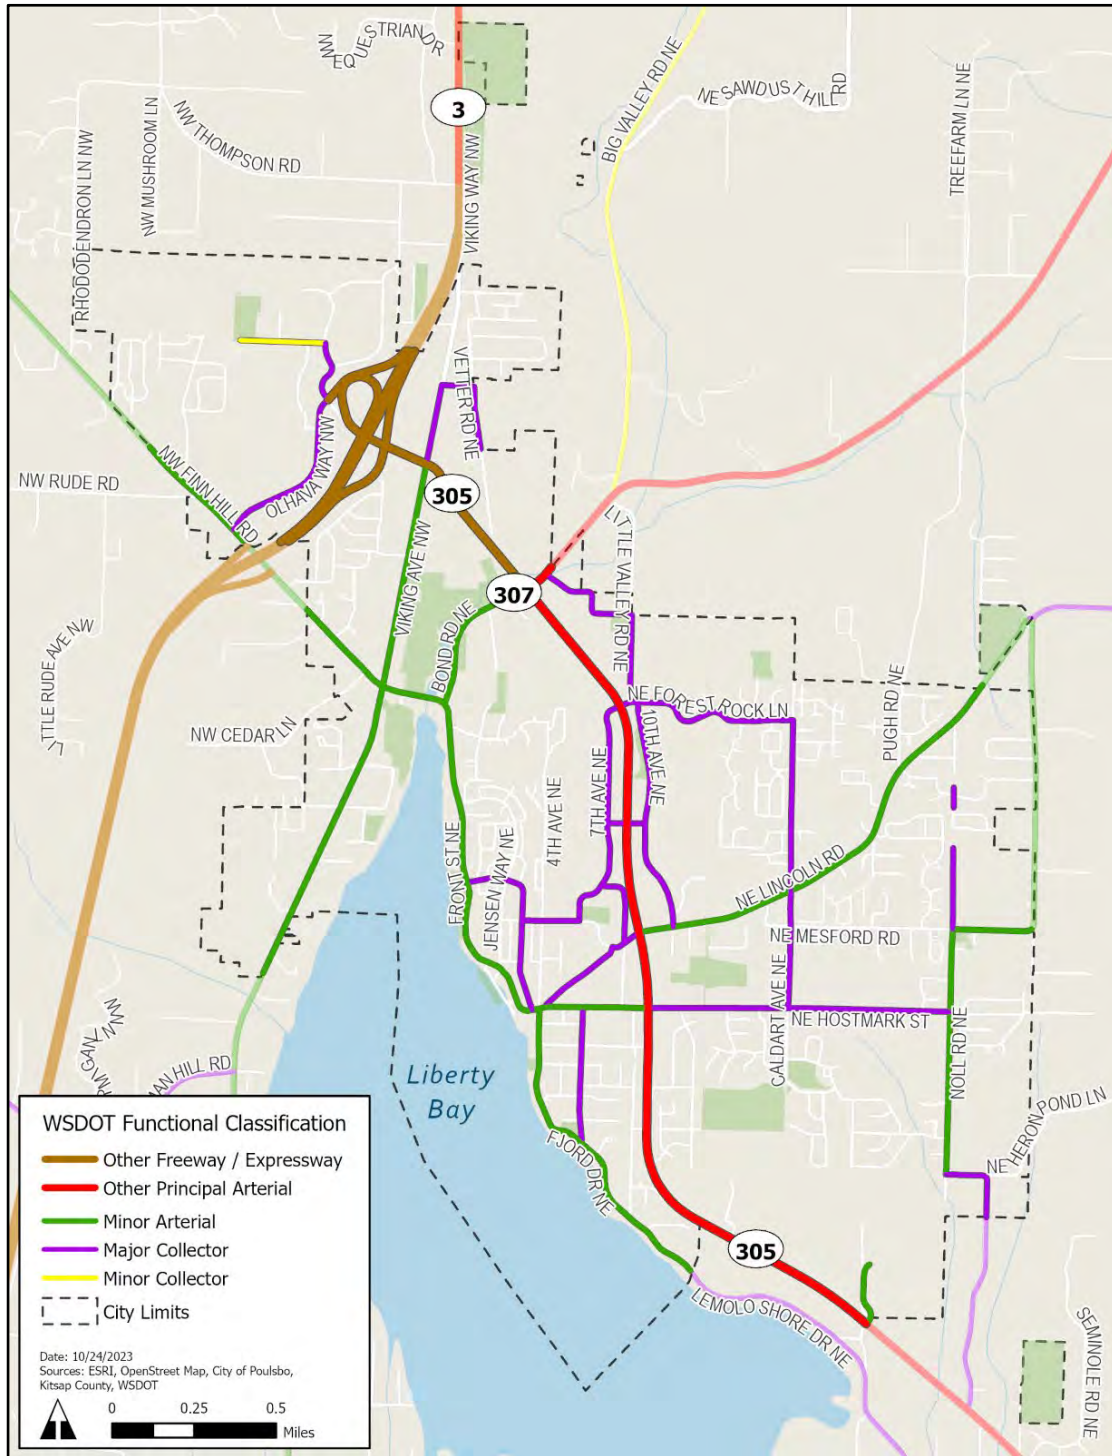 NW EQUESTRIAN DR
3
BIG VALLEY RD NE
NE SAWDUST HILL RD
TREEFARM LN NE
NW MUSHROOM LN
NW THOMPSON RD
RHODODENDRON LN NW
VIKING WAY NW
VETTER RD NE
OLHAVA WAY NW
NW FINN HILL RD
NW RUDE RD
305
LITTLE VALLEY RD NE
307
VIKING AVE NW
BOND RD NE
LITTLE RUDE AVE NW
NW CEDAR LN
NE FOREST ROCK LN
PUGH RD NE
10TH AVE NE
7TH AVE NE
4TH AVE NE
FRONT ST NE
JENSEN WAY NE
NE LINCOLN RD
NE MESFORD RD
CALDART AVE NE
NE HOSTMARK ST
NOLL RD NE
NE HERON POND LN
MAN HILL RD
Liberty
Bay
FJORD DR NE
305
LEMOLO SHORE DR NE
SEMINOLE RD NE
WSDOT Functional Classification
Other Freeway / Expressway
Other Principal Arterial
Minor Arterial
Major Collector
Minor Collector
City Limits
Date: 10/24/2023
Sources: ESRI, OpenStreet Map, City of Poulsbo,
Kitsap County, WSDOT
0 0.25 0.5
Miles